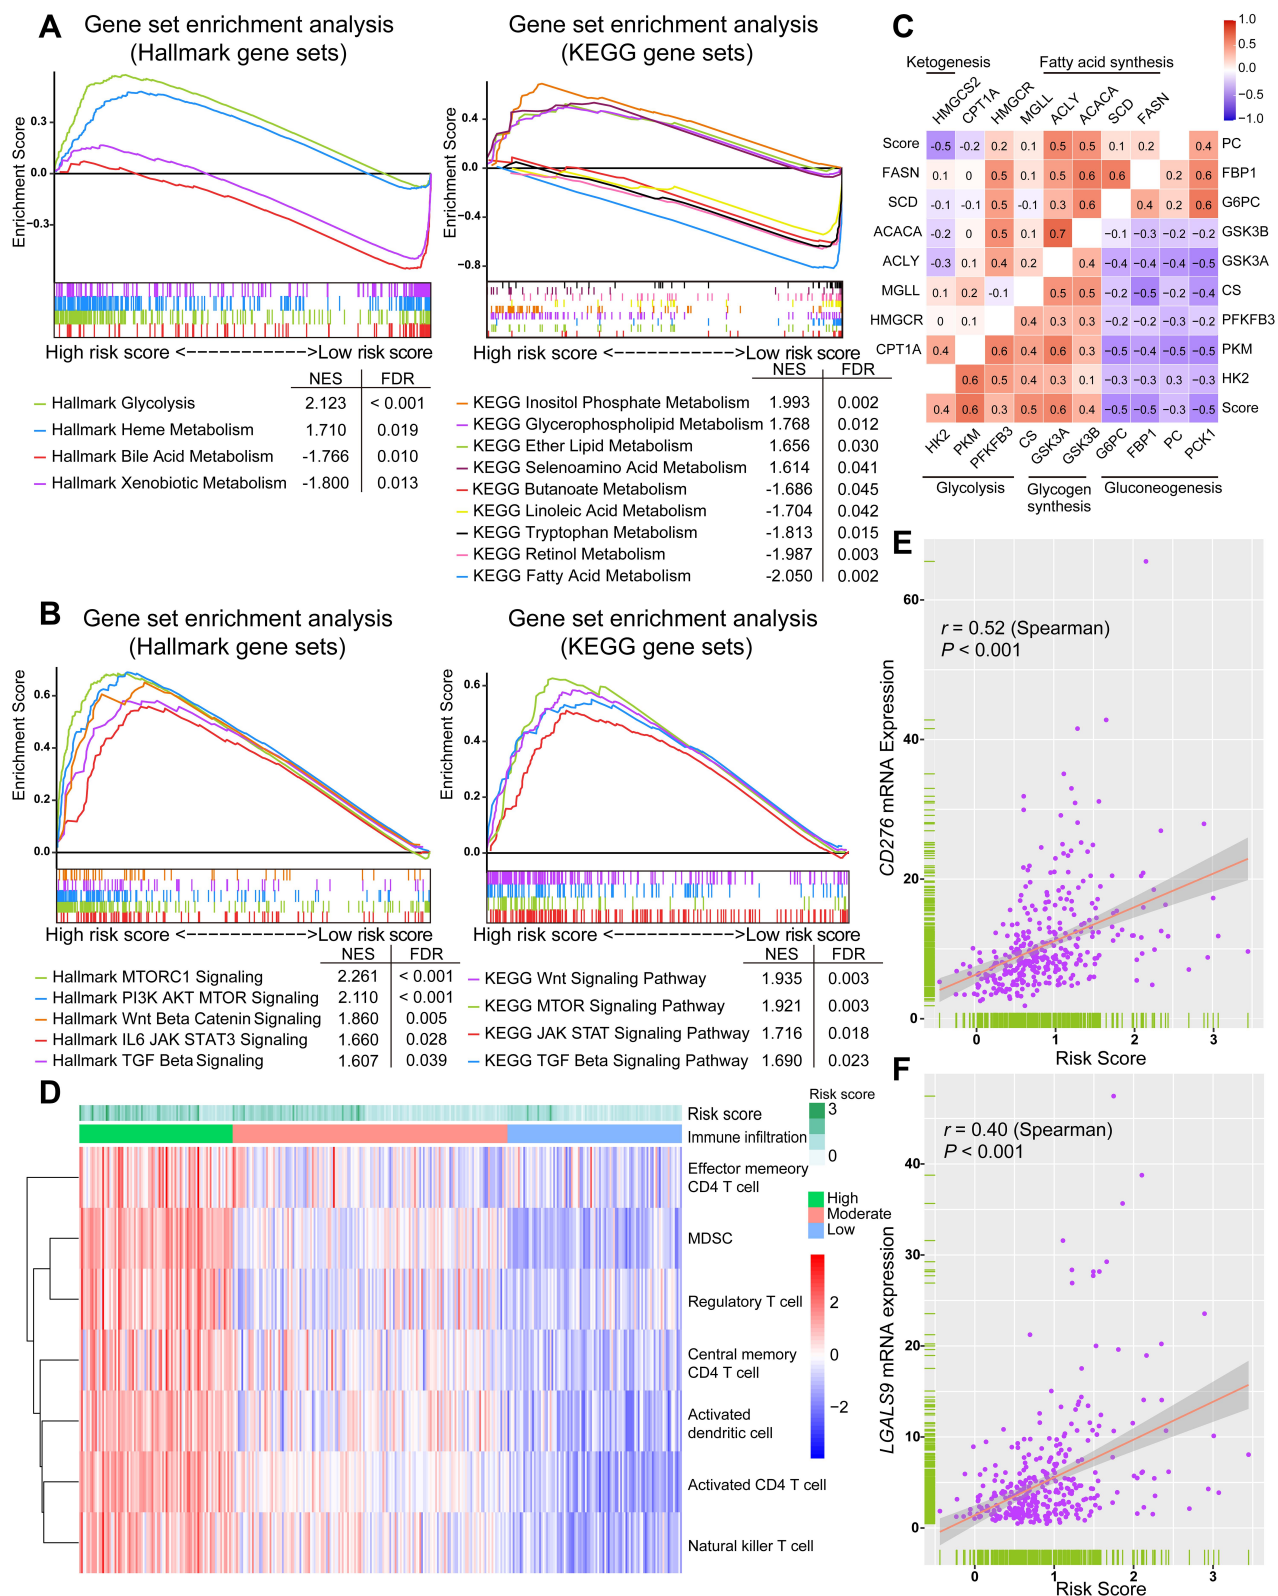 A
Gene set enrichment analysis
(Hallmark gene sets)
Enrichment Score
0.3
0.0
−0.3
High risk score <------------->Low risk score
NES FDR
Hallmark Glycolysis 2.123 < 0.001
Hallmark Heme Metabolism 1.710 0.019
Hallmark Bile Acid Metabolism -1.766 0.010
Hallmark Xenobiotic Metabolism -1.800 0.013
Gene set enrichment analysis
(KEGG gene sets)
Enrichment Score
0.4
0.0
−0.4
−0.8
High risk score <------------->Low risk score
NES FDR
KEGG Inositol Phosphate Metabolism 1.993 0.002
KEGG Glycerophospholipid Metabolism 1.768 0.012
KEGG Ether Lipid Metabolism 1.656 0.030
KEGG Selenoamino Acid Metabolism 1.614 0.041
KEGG Butanoate Metabolism -1.686 0.045
KEGG Linoleic Acid Metabolism -1.704 0.042
KEGG Tryptophan Metabolism -1.813 0.015
KEGG Retinol Metabolism -1.987 0.003
KEGG Fatty Acid Metabolism -2.050 0.002
B
Gene set enrichment analysis
(Hallmark gene sets)
Enrichment Score
0.6
0.4
0.2
0.0
High risk score <------------->Low risk score
NES FDR
Hallmark MTORC1 Signaling 2.261 < 0.001
Hallmark PI3K AKT MTOR Signaling 2.110 < 0.001
Hallmark Wnt Beta Catenin Signaling 1.860 0.005
Hallmark IL6 JAK STAT3 Signaling 1.660 0.028
Hallmark TGF Beta Signaling 1.607 0.039
Gene set enrichment analysis
(KEGG gene sets)
Enrichment Score
0.6
0.4
0.2
0.0
High risk score <------------->Low risk score
NES FDR
KEGG Wnt Signaling Pathway 1.935 0.003
KEGG MTOR Signaling Pathway 1.921 0.003
KEGG JAK STAT Signaling Pathway 1.716 0.018
KEGG TGF Beta Signaling Pathway 1.690 0.023
C
1.0
0.5
0.0
−0.5
−1.0
Ketogenesis Fatty acid synthesis
HMGCS2 CPT1A HMGCR MGLL ACLY ACACA SCD FASN
Score -0.5 -0.2 0.2 0.1 0.5 0.5 0.1 0.2 0.4 PC
FASN 0.1 0 0.5 0.1 0.5 0.6 0.6 0.2 0.6 FBP1
SCD -0.1 -0.1 0.5 -0.1 0.3 0.6 0.4 0.2 0.6 G6PC
ACACA -0.2 0 0.5 0.1 0.7 −0.1 −0.3 −0.2 −0.2 GSK3B
ACLY -0.3 0.1 0.4 0.2 0.4 −0.4 −0.4 −0.4 −0.5 GSK3A
MGLL 0.1 0.2 -0.1 0.5 0.5 −0.2 −0.5 −0.2 −0.4 CS
HMGCR 0 0.1 0.4 0.3 0.3 −0.2 −0.2 −0.3 −0.2 PFKFB3
CPT1A 0.4 0.6 0.4 0.6 0.3 −0.5 −0.4 −0.5 −0.5 PKM
0.6 0.5 0.4 0.3 0.1 −0.3 −0.3 0.3 −0.3 HK2
0.4 0.6 0.3 0.5 0.6 0.4 −0.5 −0.5 −0.3 −0.5 Score
HK2 PKM PFKFB3 CS GSK3A GSK3B G6PC FBP1 PC PCK1
Glycolysis Glycogen synthesis Gluconeogenesis
D
Risk score
Immune infiltration
Effector memeory
CD4 T cell
MDSC
Regulatory T cell
Central memory
CD4 T cell
Activated
dendritic cell
Activated CD4 T cell
Natural killer T cell
Risk score
3
0
High
Moderate
Low
2
0
−2
E
r = 0.52 (Spearman)
P < 0.001
CD276 mRNA Expression
60
40
20
0
0 1 2 3
Risk Score
F
r = 0.40 (Spearman)
P < 0.001
LGALS9 mRNA expression
40
30
20
10
0
0 1 2 3
Risk Score